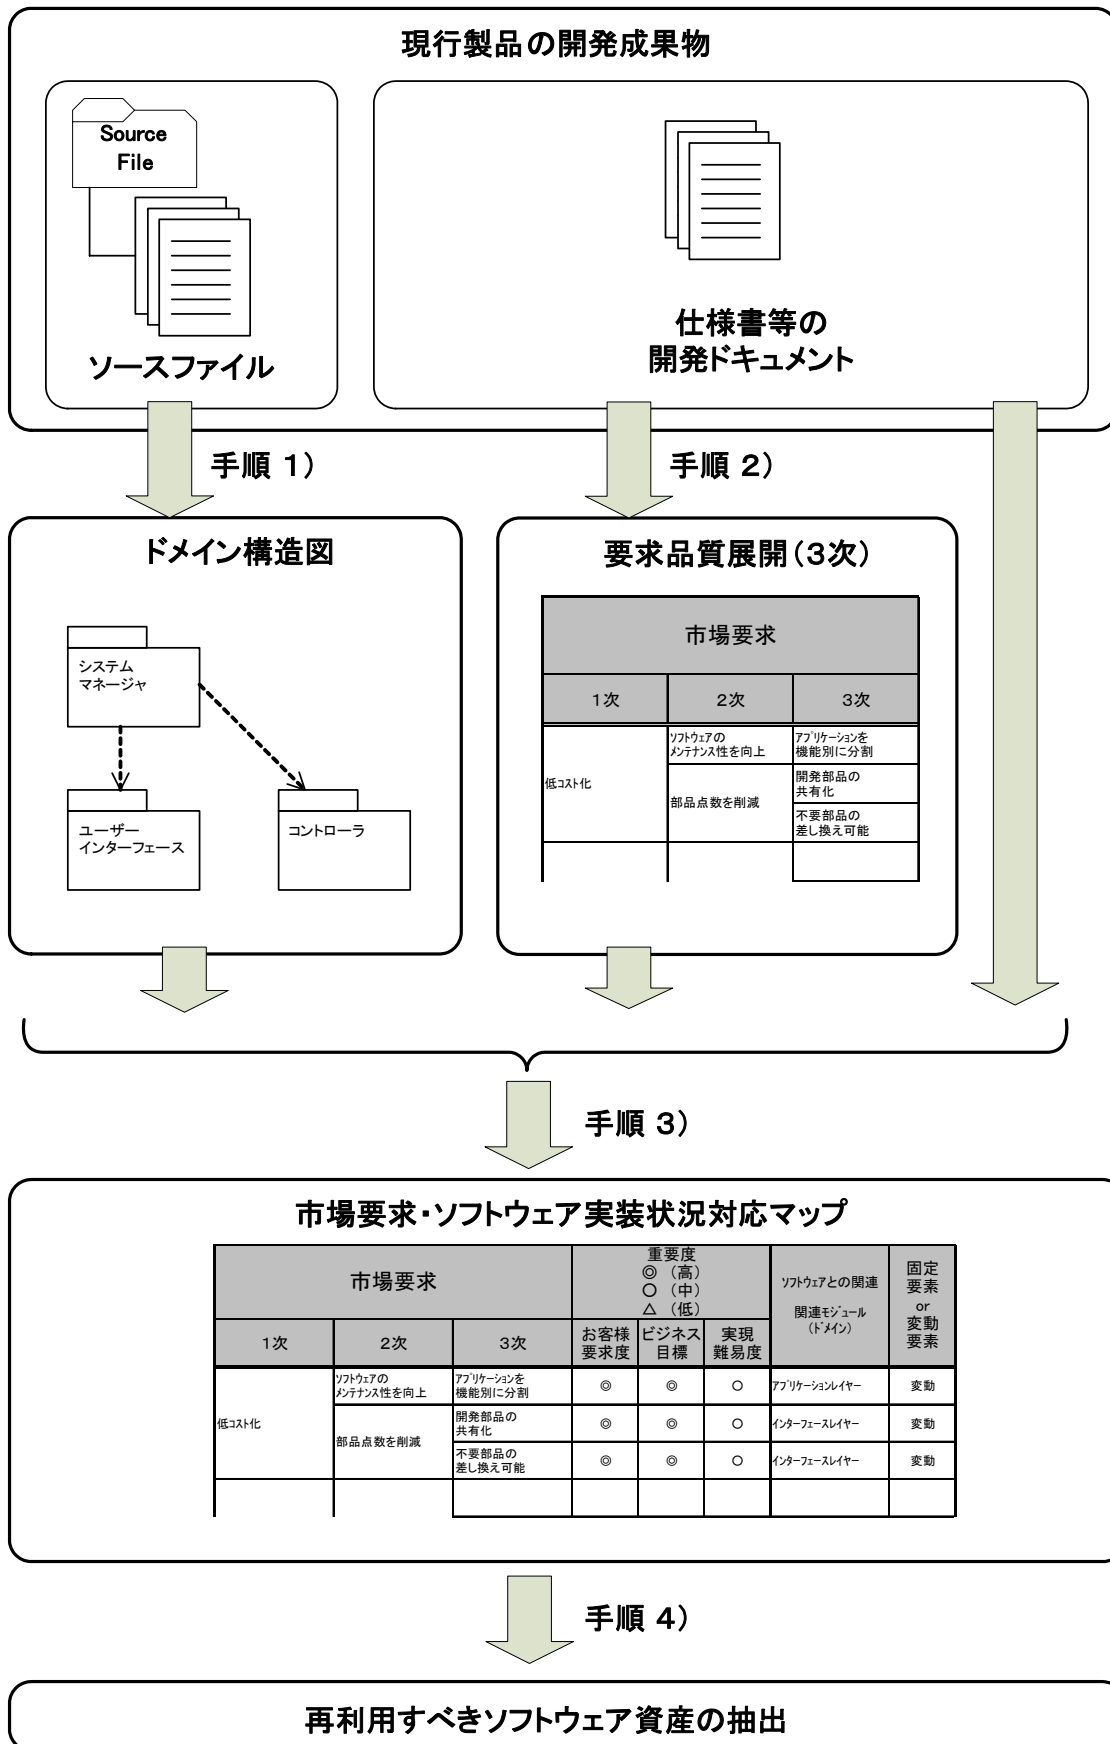 現行製品の開発成果物
Source
File
ソースファイル
仕様書等の
開発ドキュメント
手順 1）
手順 2）
ドメイン構造図
システム
マネージャ
ユーザー
インターフェース
コントローラ
要求品質展開（3次）
市場要求
1次 2次 3次
低コスト化
ソフトウェアの
メンテナンス性を向上
アプリケーションを
機能別に分割
部品点数を削減
開発部品の
共有化
不要部品の
差し換え可能
手順 3）
市場要求・ソフトウェア実装状況対応マップ
市場要求
重要度
◎ （高）
○ （中）
△ （低）
ソフトウェアとの関連
関連モジュール
（ドメイン）
固定
要素
or
変動
要素
1次 2次 3次
お客様
要求度
ビジネス
目標
実現
難易度
低コスト化
ソフトウェアの
メンテナンス性を向上
アプリケーションを
機能別に分割
◎ ◎ ○ アプリケーションレイヤー 変動
部品点数を削減
開発部品の
共有化
◎ ◎ ○ インターフェースレイヤー 変動
不要部品の
差し換え可能
◎ ◎ ○ インターフェースレイヤー 変動
手順 4）
再利用すべきソフトウェア資産の抽出